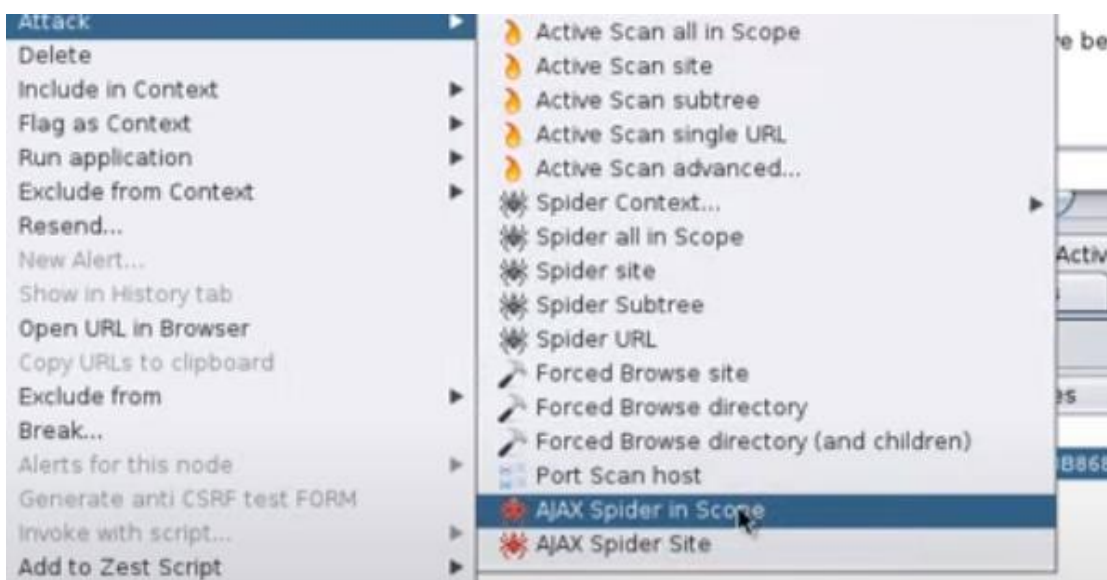 Attack
Delete
Include in Context
Flag as Context
Run application
Exclude from Context
Resend...
New Alert...
Show in History tab
Open URL in Browser
Copy URLs to clipboard
Exclude from
Break...
Alerts for this node
Generate anti CSRF test FORM
Invoke with script...
Add to Zest Script
Active Scan all in Scope
Active Scan site
Active Scan subtree
Active Scan single URL
Active Scan advanced...
Spider Context...
Spider all in Scope
Spider site
Spider Subtree
Spider URL
Forced Browse site
Forced Browse directory
Forced Browse directory (and children)
Port Scan host
AJAX Spider in Scope
AJAX Spider Site
e be
Activ
es
B868